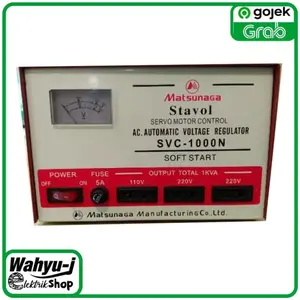 gojek
Grab
Matsunaga
Stavol
SERVO MOTOR CONTROL
AC. AUTOMATIC VOLTAGE REGULATOR
SVC-1000N
SOFT START
POWER
FUSE
OUTPUT TOTAL 1KVA
OFF
ON
5A
110V
220V
220V
Matsunaga Manufacturing Co., Ltd.
Wahyu-j
elektrik Shop